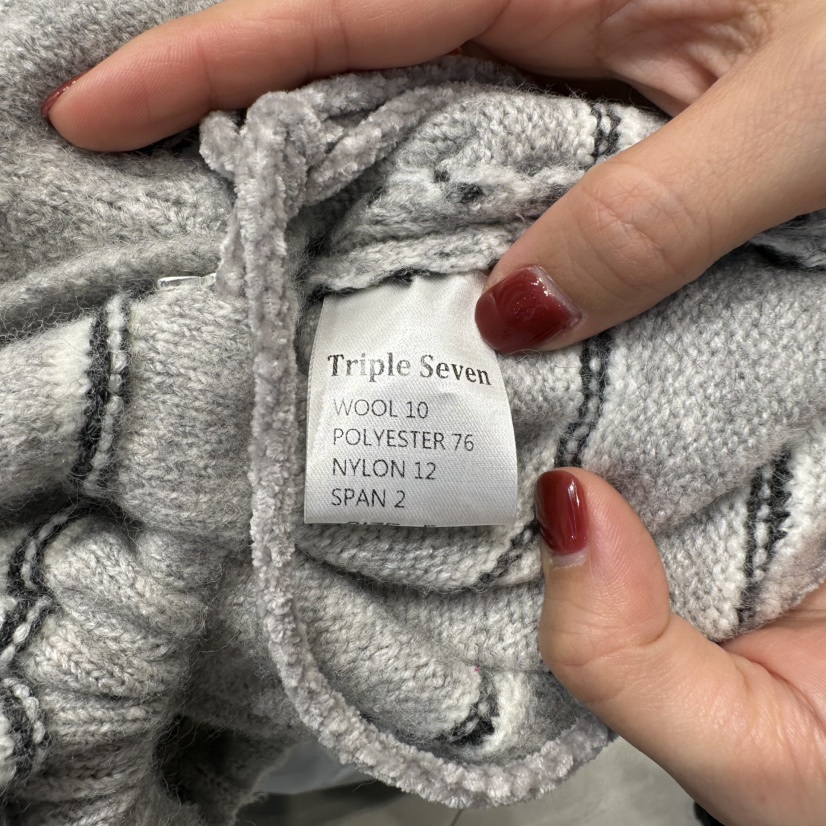 Triple Seven
WOOL 10
POLYESTER 76
NYLON 12
SPAN 2